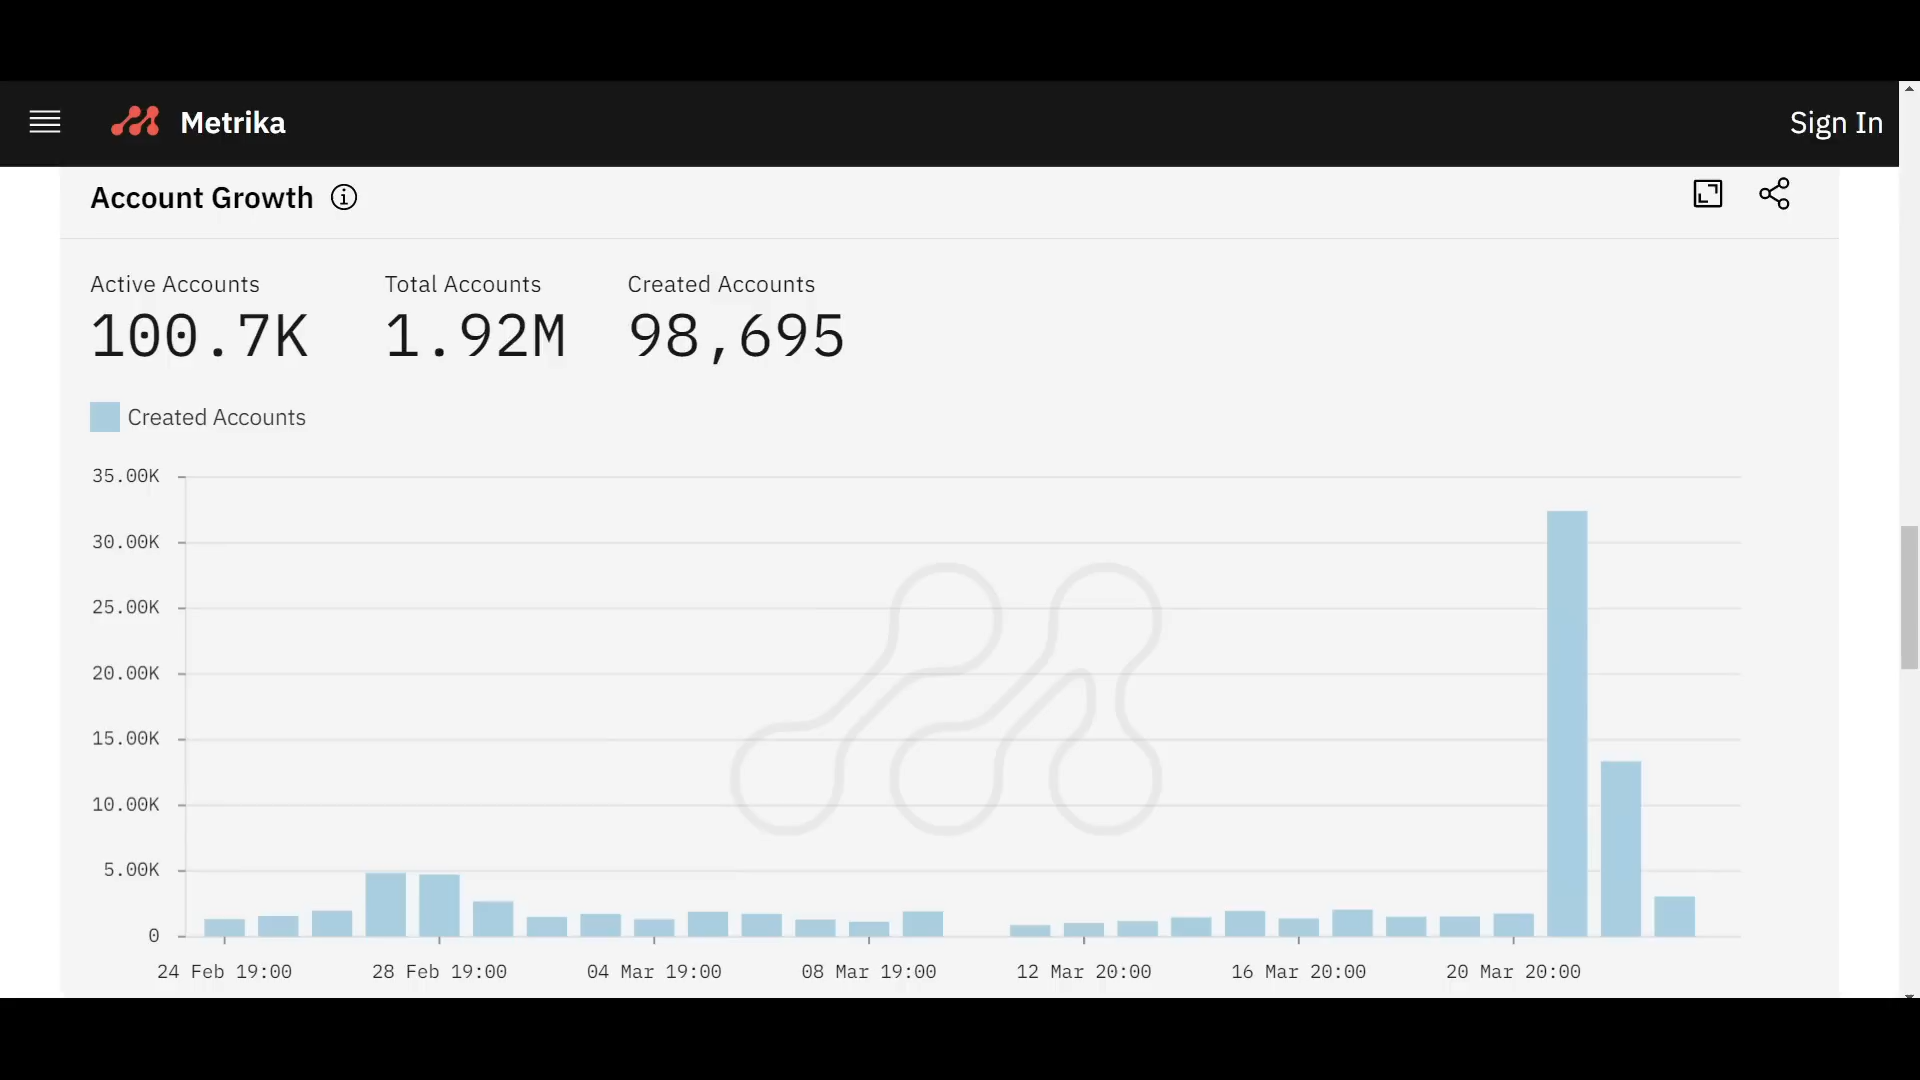 Metrika
Sign In
Account Growth
Active Accounts
Total Accounts
Created Accounts
100.7K
1.92M
98,695
Created Accounts
35.00K
30.00K
25.00K
20.00K
15.00K
10.00K
5.00K
0
24 Feb 19:00
28 Feb 19:00
04 Mar 19:00
08 Mar 19:00
12 Mar 20:00
16 Mar 20:00
20 Mar 20:00